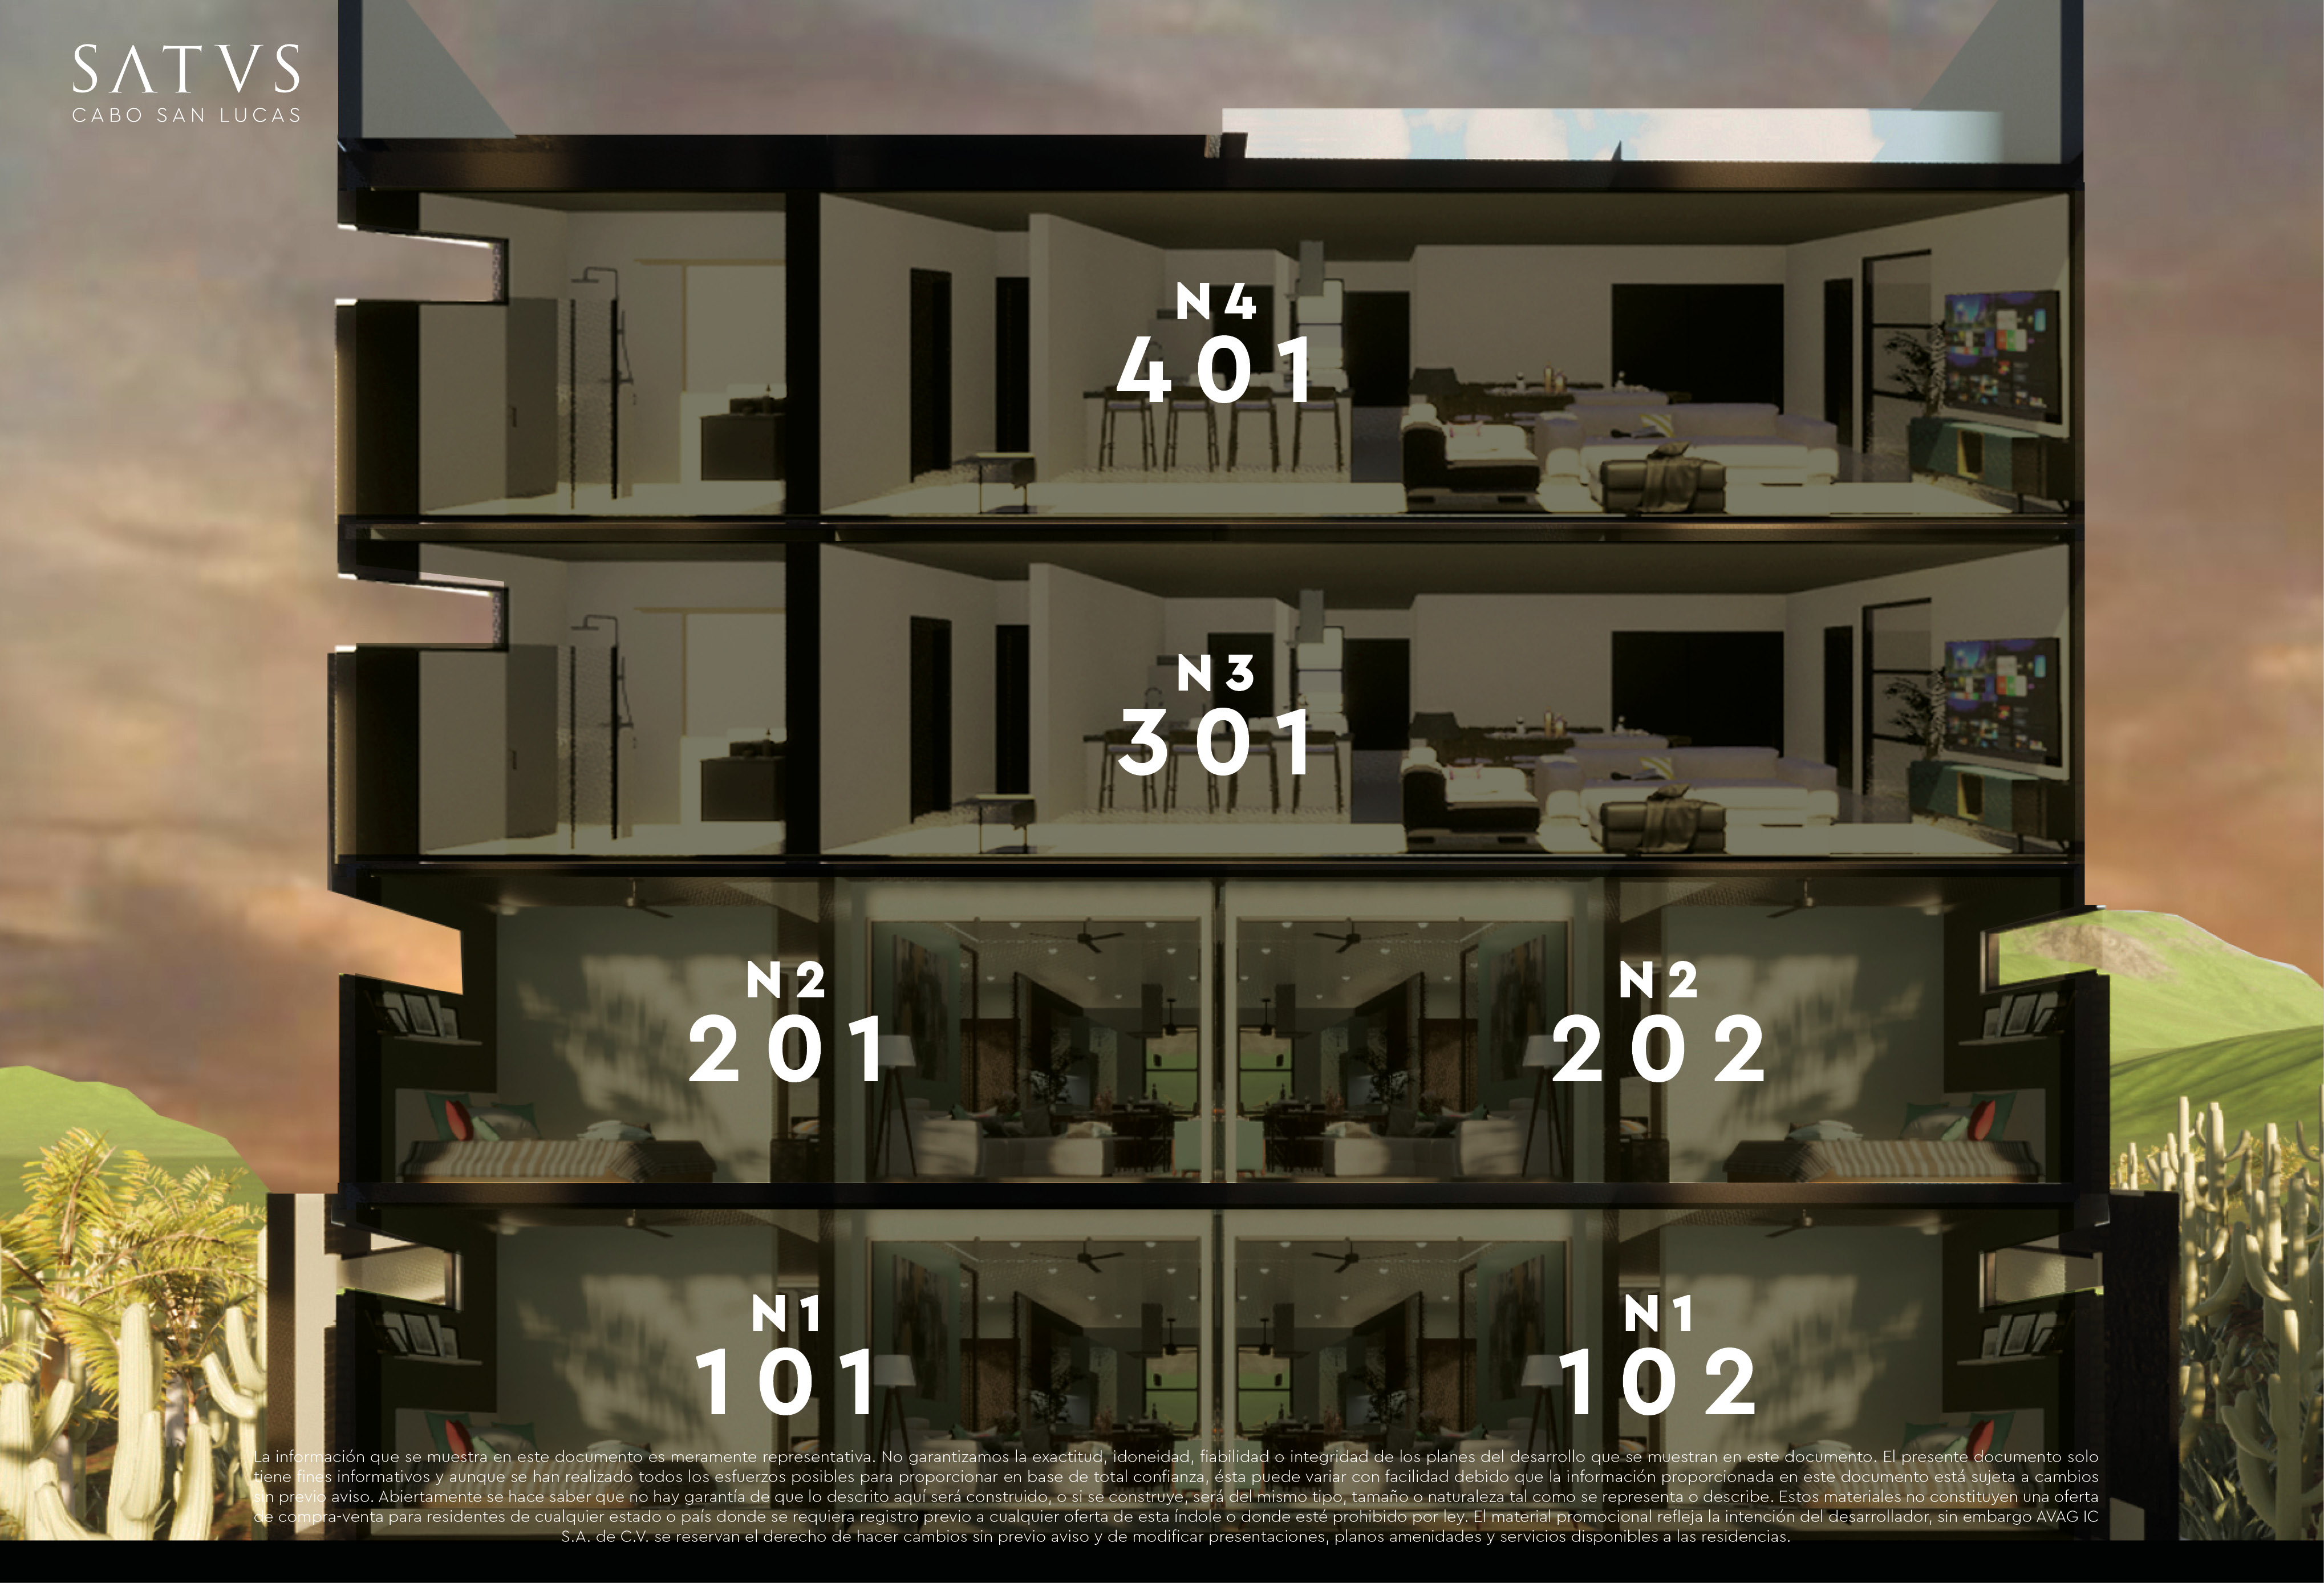 SATVS
CABO SAN LUCAS
N4
401
N3
301
N2
201
N2
202
N1
101
N1
102
La información que se muestra en este documento es meramente representativa. No garantizamos la exactitud, idoneidad, fiabilidad o integridad de los planes del desarrollo que se muestran en este documento. El presente documento solo
tiene fines informativos y aunque se han realizado todos los esfuerzos posibles para proporcionar en base de total confianza, ésta puede variar con facilidad debido que la información proporcionada en este documento está sujeta a cambios
sin previo aviso. Abiertamente se hace saber que no hay garantía de que lo descrito aquí será construido, o si se construye, será del mismo tipo, tamaño o naturaleza tal como se representa o describe. Estos materiales no constituyen una oferta
de compra-venta para residentes de cualquier estado o país donde se requiera registro previo a cualquier oferta de esta índole o donde esté prohibido por ley. El material promocional refleja la intención del desarrollador, sin embargo AVAG IC
S.A. de C.V. se reservan el derecho de hacer cambios sin previo aviso y de modificar presentaciones, planos amenidades y servicios disponibles a las residencias.